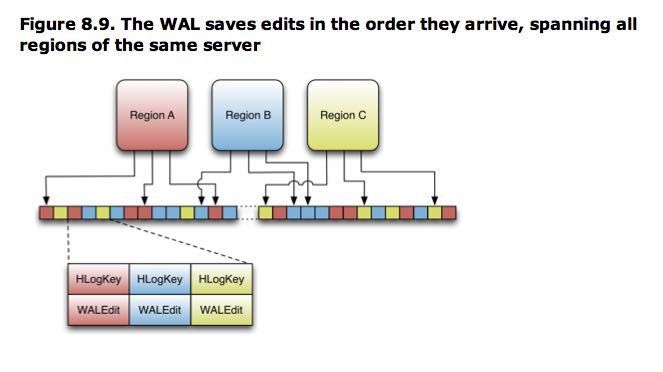 Figure 8.9. The WAL saves edits in the order they arrive, spanning all
regions of the same server
Region A Region B Region C
HLogKey HLogKey HLogKey
WALEdit WALEdit WALEdit